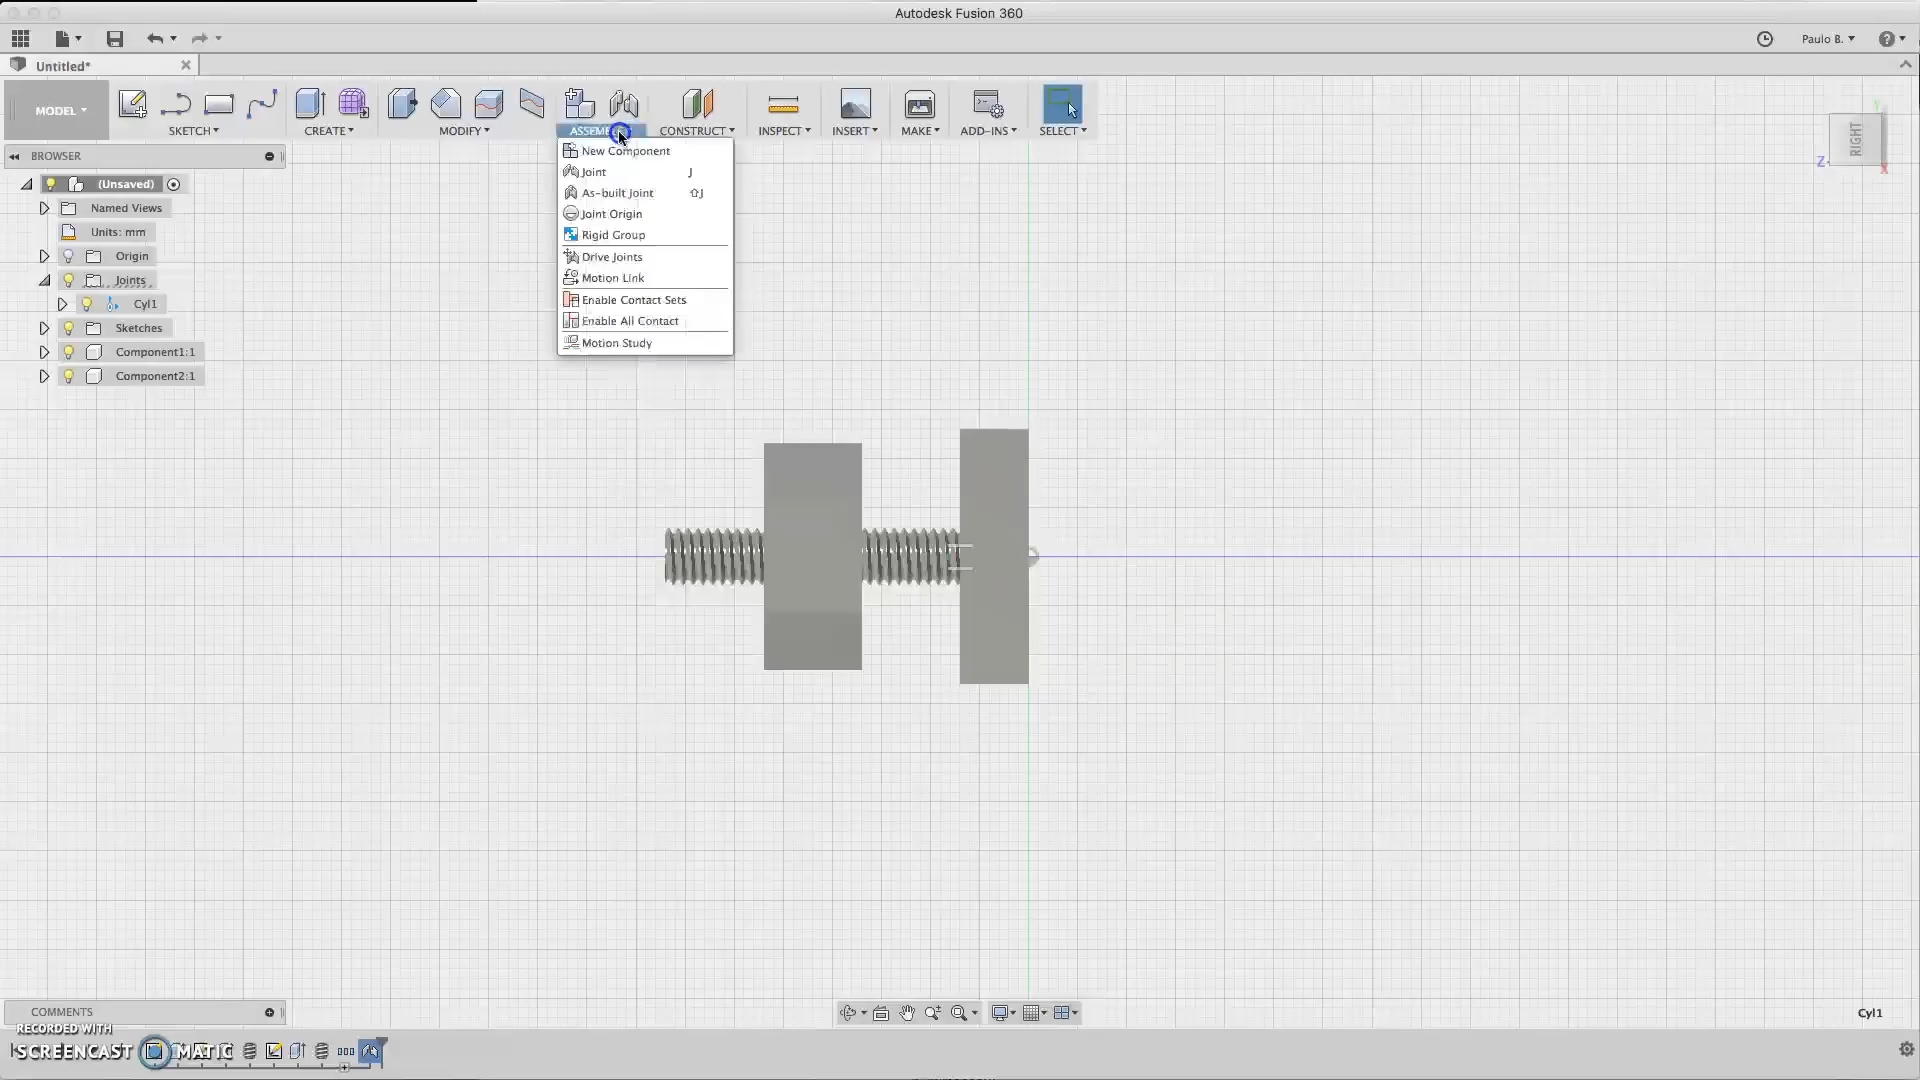 Autodesk Fusion 360
Paulo B.
Untitled*
MODEL
SKETCH
CREATE
MODIFY
CONSTRUCT
INSPECT
INSERT
MAKE
ADD-INS
SELECT
BROWSER
New Component
Joint J
As-built Joint ⇧J
Joint Origin
Rigid Group
Drive Joints
Motion Link
Enable Contact Sets
Enable All Contact
Motion Study
(Unsaved)
Named Views
Units: mm
Origin
Joints
Cyl1
Sketches
Component1:1
Component2:1
RIGHT
Y
Z
X
COMMENTS
Cyl1
RECORDED WITH
SCREENCAST MATIC